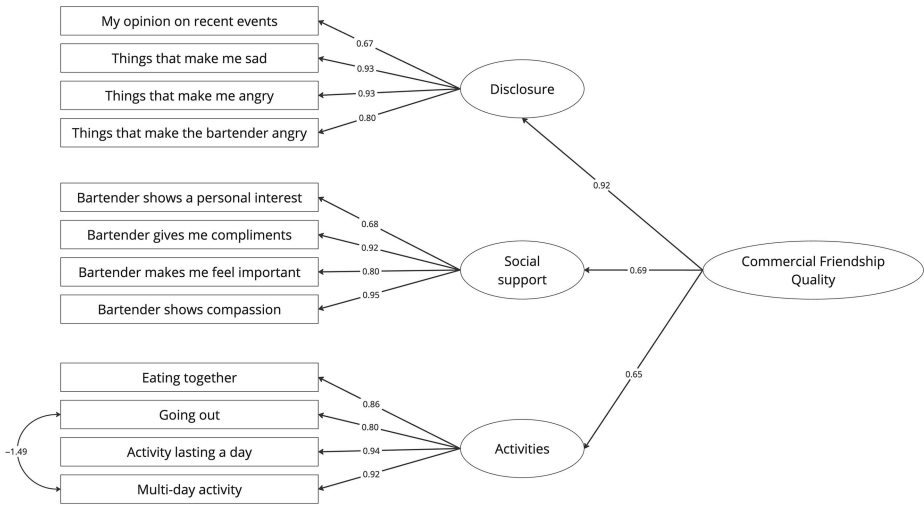 My opinion on recent events
Things that make me sad
Things that make me angry
Things that make the bartender angry
0.67
0.93
0.93
0.80
Disclosure
0.92
Bartender shows a personal interest
Bartender gives me compliments
Bartender makes me feel important
Bartender shows compassion
0.68
0.92
0.80
0.95
Social
support
0.69
Commercial Friendship
Quality
0.65
Eating together
Going out
Activity lasting a day
Multi-day activity
0.86
0.80
0.94
0.92
Activities
−1.49